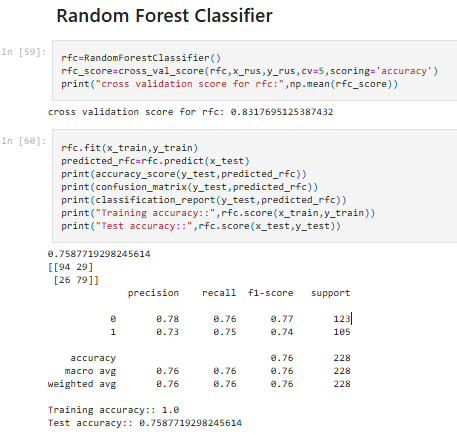 Random Forest Classifier
In [59]:
rfc=RandomForestClassifier()
rfc_score=cross_val_score(rfc,x_rus,y_rus,cv=5,scoring='accuracy')
print("cross validation score for rfc:",np.mean(rfc_score))
cross validation score for rfc: 0.8317695125387432
In [60]:
rfc.fit(x_train,y_train)
predicted_rfc=rfc.predict(x_test)
print(accuracy_score(y_test,predicted_rfc))
print(confusion_matrix(y_test,predicted_rfc))
print(classification_report(y_test,predicted_rfc))
print("Training accuracy::",rfc.score(x_train,y_train))
print("Test accuracy::",rfc.score(x_test,y_test))
0.7587719298245614
[[94 29]
 [26 79]]
              precision    recall  f1-score   support

           0       0.78      0.76      0.77       123
           1       0.73      0.75      0.74       105

    accuracy                           0.76       228
   macro avg       0.76      0.76      0.76       228
weighted avg       0.76      0.76      0.76       228

Training accuracy:: 1.0
Test accuracy:: 0.7587719298245614